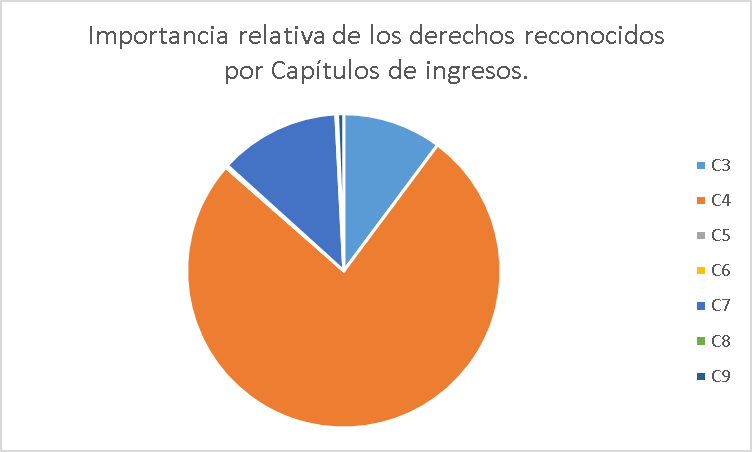 Importancia relativa de los derechos reconocidos
por Capítulos de ingresos.
C3
C4
C5
C6
C7
C8
C9